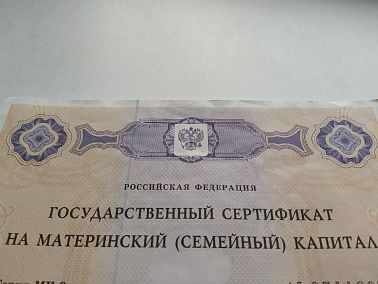 РОССИЙСКАЯ ФЕДЕРАЦИЯ
ГОСУДАРСТВЕННЫЙ СЕРТИФИКАТ
НА МАТЕРИНСКИЙ (СЕМЕЙНЫЙ) КАПИТАЛ